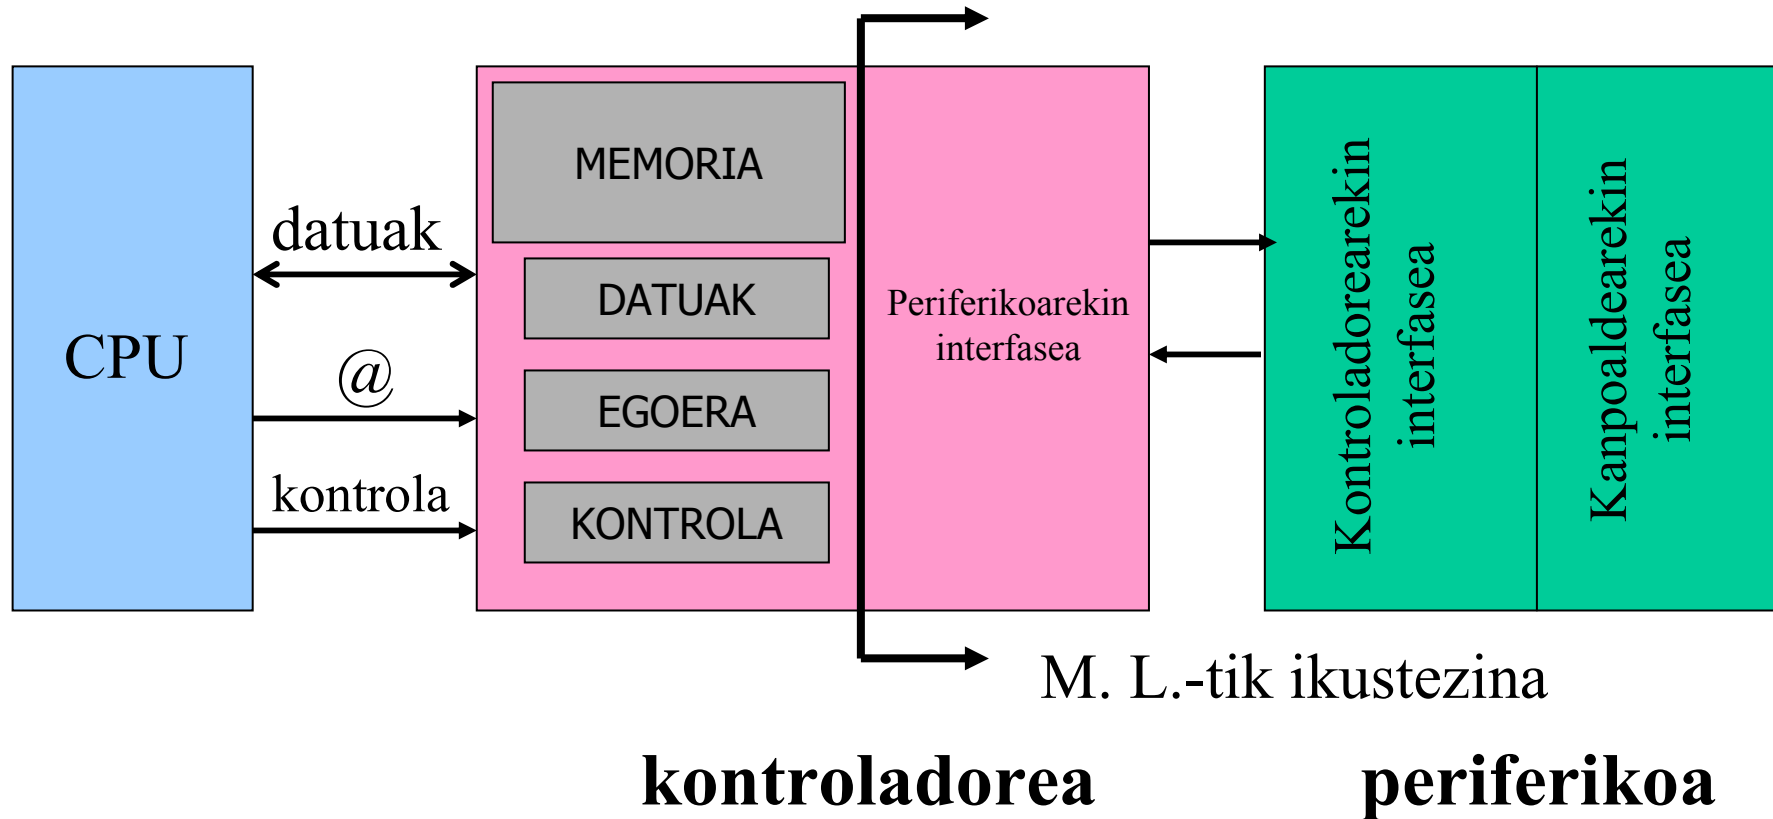 CPU
datuak
@
kontrola
MEMORIA
DATUAK
EGOERA
KONTROLA
Periferikoarekin
interfasea
Kontroladorearekin
interfasea
Kanpoaldearekin
interfasea
M. L.-tik ikustezina
kontroladorea
periferikoa